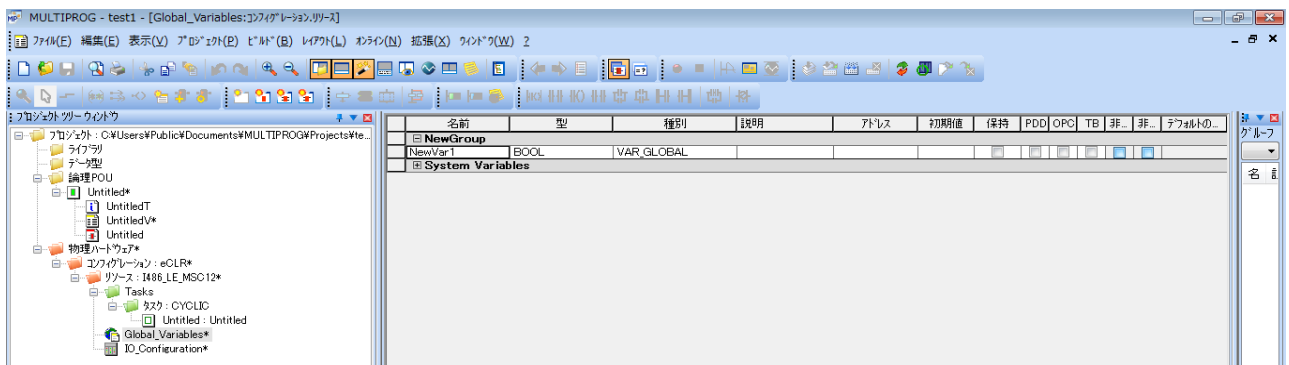 MULTIPROG - test1 - [Global_Variables:ｺﾝﾌｨｸﾞﾚｰｼｮﾝ.ﾘｿｰｽ]
ﾌｧｲﾙ(E) 編集(E) 表示(V) ﾌﾟﾛｼﾞｪｸﾄ(P) ﾋﾞﾙﾄﾞ(B) ﾚｲｱｳﾄ(L) ｵﾝﾗｲﾝ(N) 拡張(X) ｳｨﾝﾄﾞｳ(W) ?
ﾌﾟﾛｼﾞｪｸﾄ ﾂﾘｰ ｳｨﾝﾄﾞｳ
ﾌﾟﾛｼﾞｪｸﾄ : C:¥Users¥Public¥Documents¥MULTIPROG¥Projects¥te...
ﾗｲﾌﾞﾗﾘ
ﾃﾞｰﾀ型
論理POU
Untitled*
UntitledT
UntitledV*
Untitled
物理ﾊｰﾄﾞｳｪｱ*
ｺﾝﾌｨｸﾞﾚｰｼｮﾝ : eCLR*
ﾘｿｰｽ : I486_LE_MSC12*
Tasks
ﾀｽｸ : CYCLIC
Untitled : Untitled
Global_Variables*
IO_Configuration*
名前 型 種別 説明 ｱﾄﾞﾚｽ 初期値 保持 PDD OPC TB 非... 非... ﾃﾞﾌｫﾙﾄの...
NewGroup
NewVar1 BOOL VAR_GLOBAL
System Variables
ｸﾞﾙｰﾌ
名